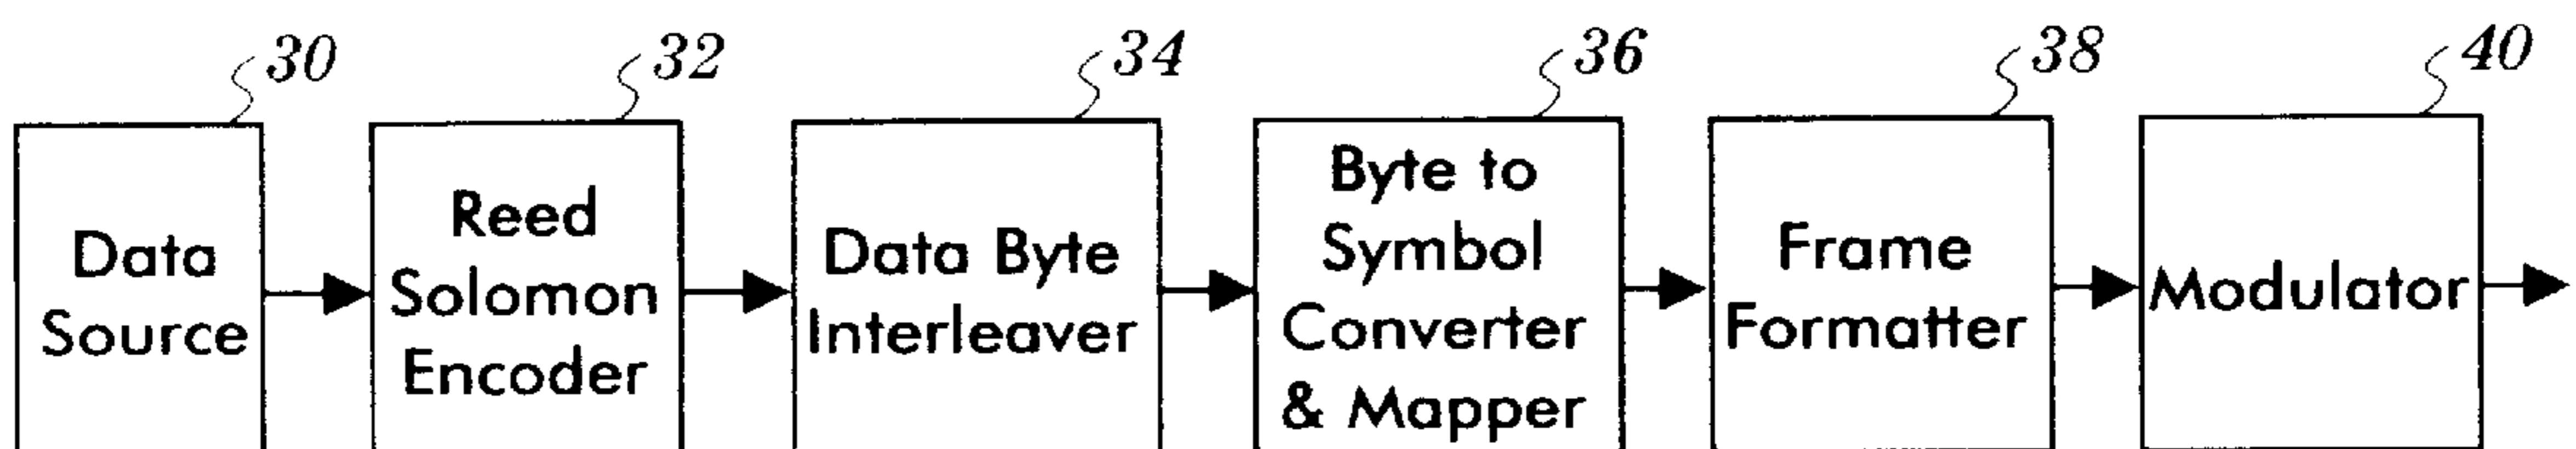 30
32
34
36
38
40
Data
Source
Reed
Solomon
Encoder
Data Byte
Interleaver
Byte to
Symbol
Converter
& Mapper
Frame
Formatter
Modulator